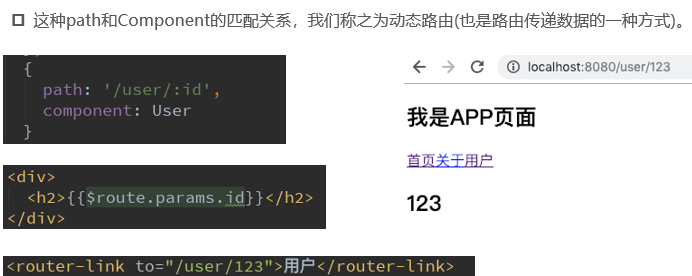 这种path和Component的匹配关系，我们称之为动态路由(也是路由传递数据的一种方式)。
{
path: '/user/:id',
component: User
}
<div>
<h2>{{$route.params.id}}</h2>
</div>
<router-link to="/user/123">用户</router-link>
localhost:8080/user/123
我是APP页面
首页关于用户
123